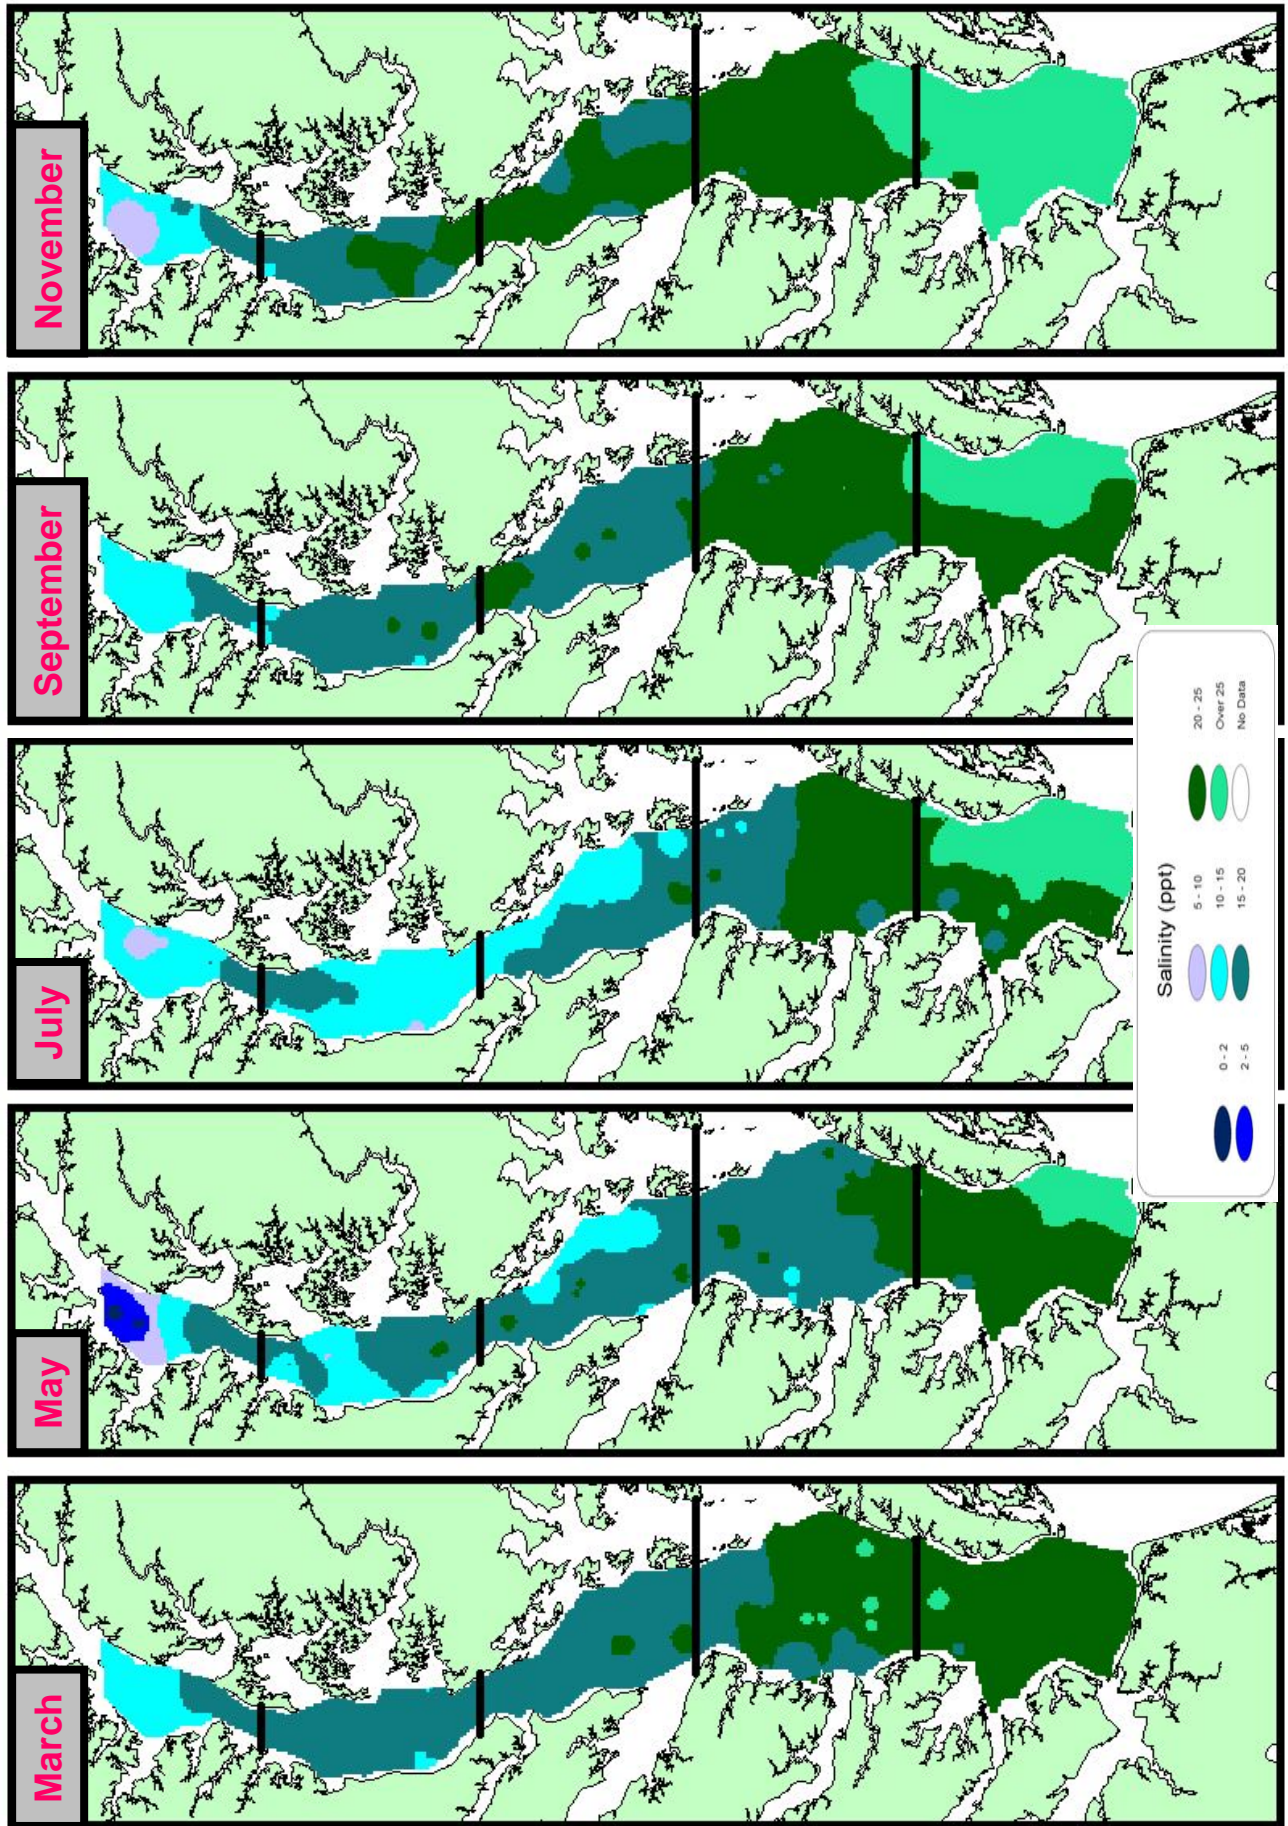 March
May
July
September
November
Salinity (ppt)
0 - 2
2 - 5
5 - 10
10 - 15
15 - 20
20 - 25
Over 25
No Data